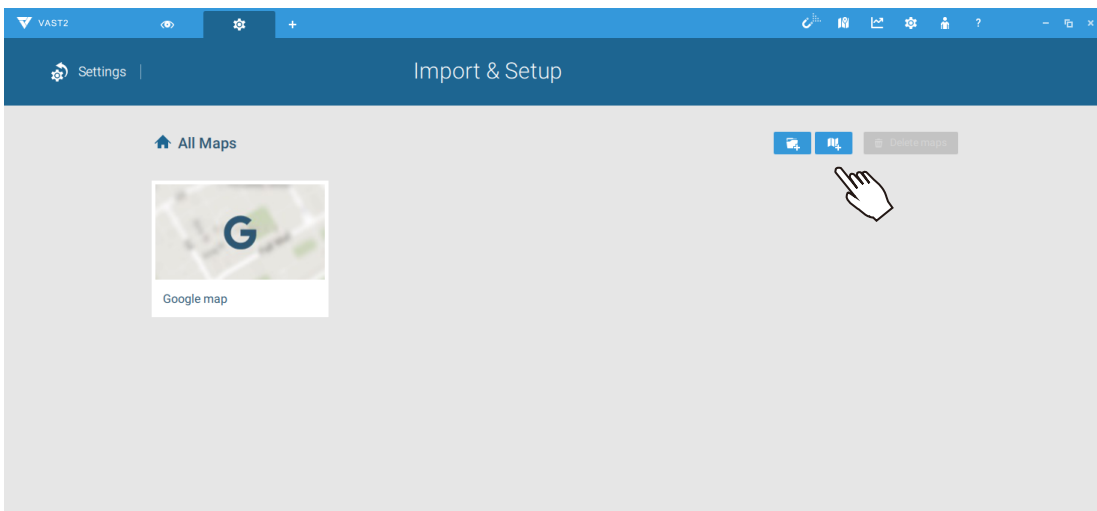 VAST2
+
?
Settings
Import & Setup
All Maps
Delete maps
G
Google map